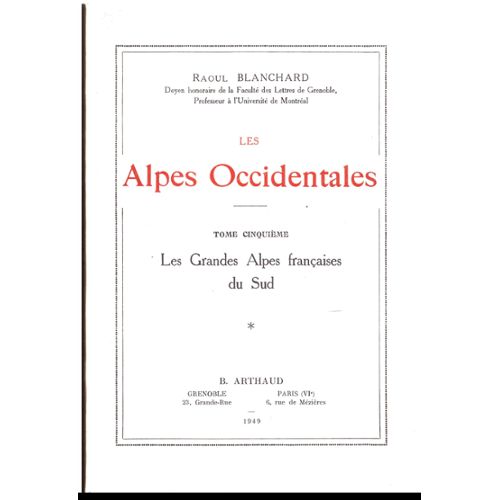 RAOUL BLANCHARD
Doyen honoraire de la Faculté des Lettres de Grenoble,
Professeur à l'Université de Montréal
LES
Alpes Occidentales
TOME CINQUIÈME
Les Grandes Alpes françaises
du Sud
*
B. ARTHAUD
GRENOBLE PARIS (VIe)
23, Grande-Rue 6, rue de Mézières
—
1949